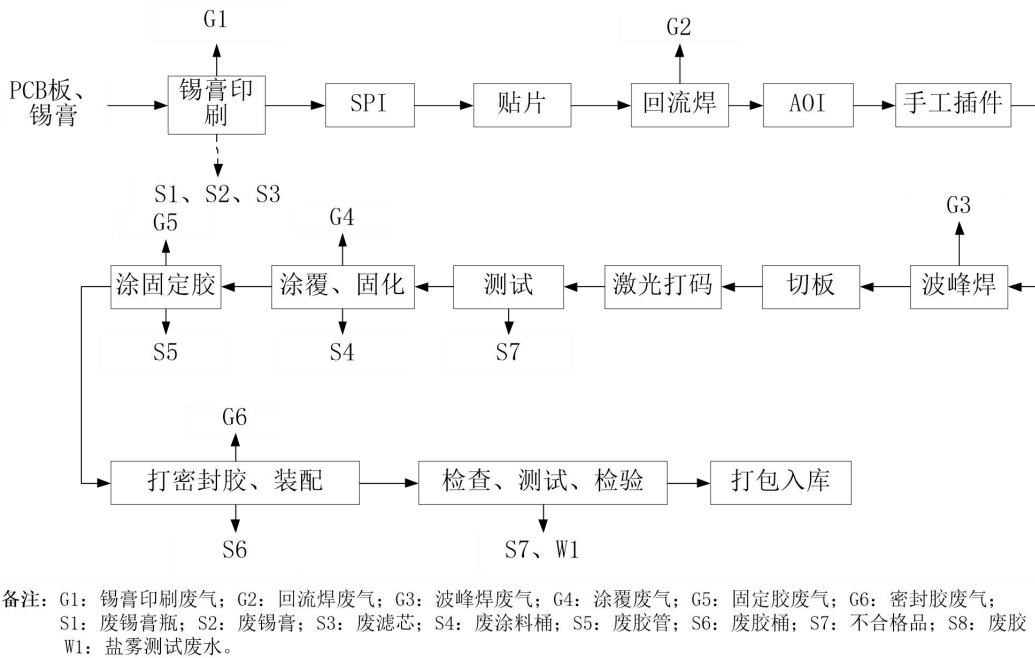 G1
G2
PCB板、
锡膏
锡膏印
刷
SPI
贴片
回流焊
AOI
手工插件
S1、S2、S3
G5
G4
G3
涂固定胶
涂覆、固化
测试
激光打码
切板
波峰焊
S5
S4
S7
G6
打密封胶、装配
检查、测试、检验
打包入库
S6
S7、W1
备注：G1：锡膏印刷废气；G2：回流焊废气；G3：波峰焊废气；G4：涂覆废气；G5：固定胶废气；G6：密封胶废气；
S1：废锡膏瓶；S2：废锡膏；S3：废滤芯；S4：废涂料桶；S5：废胶管；S6：废胶桶；S7：不合格品；S8：废胶
W1：盐雾测试废水。